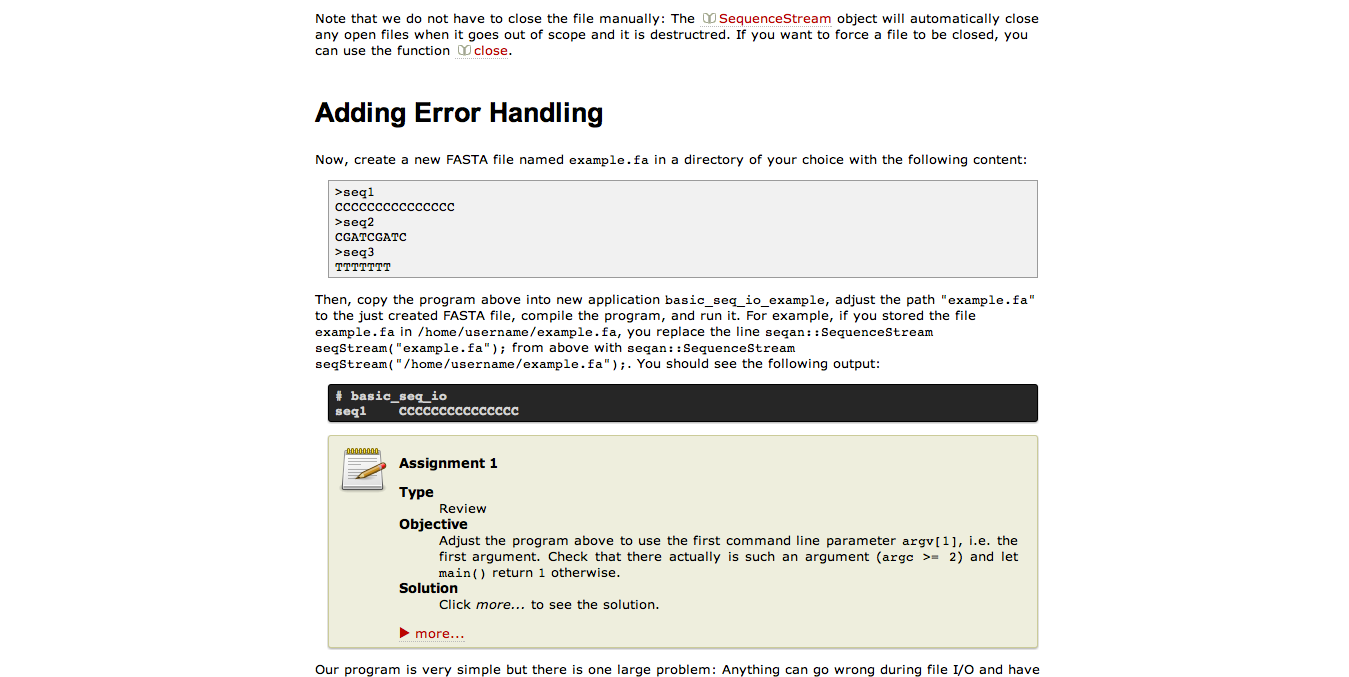 Note that we do not have to close the file manually: The SequenceStream object will automatically close
any open files when it goes out of scope and it is destructred. If you want to force a file to be closed, you
can use the function close.
Adding Error Handling
Now, create a new FASTA file named example.fa in a directory of your choice with the following content:
>seq1
CCCCCCCCCCCCCCC
>seq2
CGATCGATC
>seq3
TTTTTTT
Then, copy the program above into new application basic_seq_io_example, adjust the path "example.fa"
to the just created FASTA file, compile the program, and run it. For example, if you stored the file
example.fa in /home/username/example.fa, you replace the line seqan::SequenceStream
seqStream("example.fa"); from above with seqan::SequenceStream
seqStream("/home/username/example.fa");. You should see the following output:
# basic_seq_io
seq1    CCCCCCCCCCCCCCC
Assignment 1
Type
Review
Objective
Adjust the program above to use the first command line parameter argv[1], i.e. the
first argument. Check that there actually is such an argument (argc >= 2) and let
main() return 1 otherwise.
Solution
Click more... to see the solution.
more...
Our program is very simple but there is one large problem: Anything can go wrong during file I/O and have